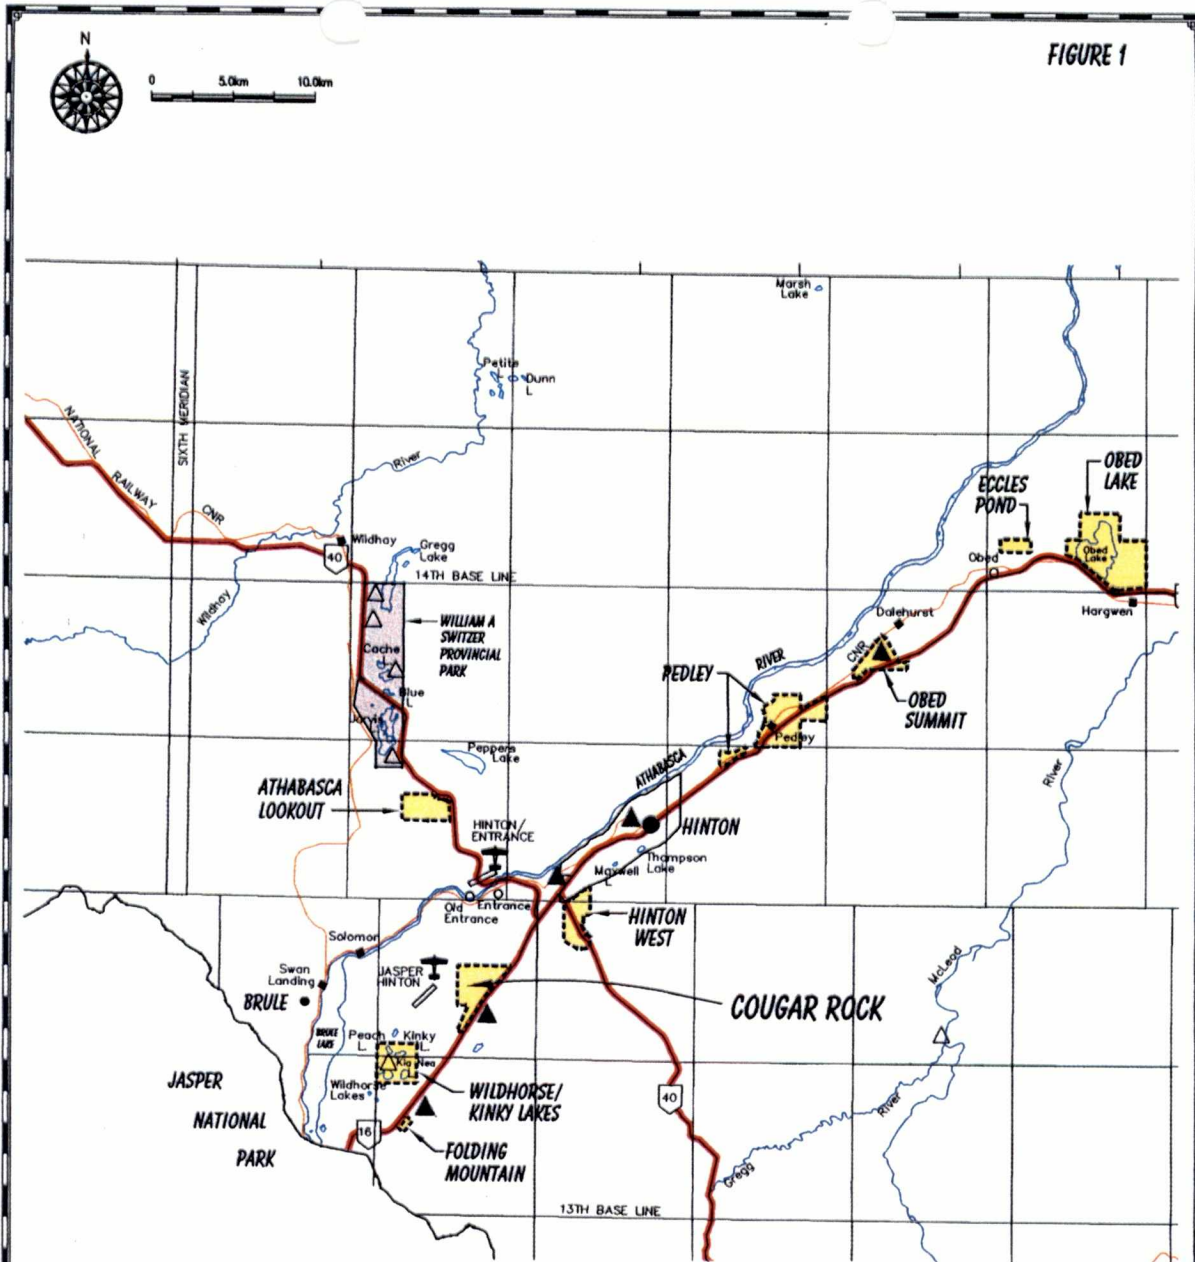 FIGURE 1
N
0 5.0km 10.0km
Marsh
Lake
Petite
L
Dunn
L
SIXTH MERIDIAN
NATIONAL
RAILWAY
CNR
River
Wildhay
40
Gregg
Lake
14TH BASE LINE
Wildhay
WILLIAM A
SWITZER
PROVINCIAL
PARK
Cache
L
Blue
L
Jarvis
Peppers
Lake
ATHABASCA
LOOKOUT
HINTON/
ENTRANCE
OBED
LAKE
ECCLES
POND
Obed
Lake
Obed
Hargwen
Dalehurst
CNR
OBED
SUMMIT
PEDLEY
RIVER
Pedley
ATHABASCA
HINTON
Thompson
Lake
Maxwell
L
River
Old
Entrance
Entrance
HINTON
WEST
Solomon
Swan
Landing
BRULE
JASPER
HINTON
COUGAR ROCK
McLeod
BRULE
LAKE
Peach
L.
Kinky
L.
Kia Nea
L
Wildhorse
Lakes
WILDHORSE/
KINKY LAKES
JASPER
NATIONAL
PARK
16
FOLDING
MOUNTAIN
40
River
Gregg
13TH BASE LINE